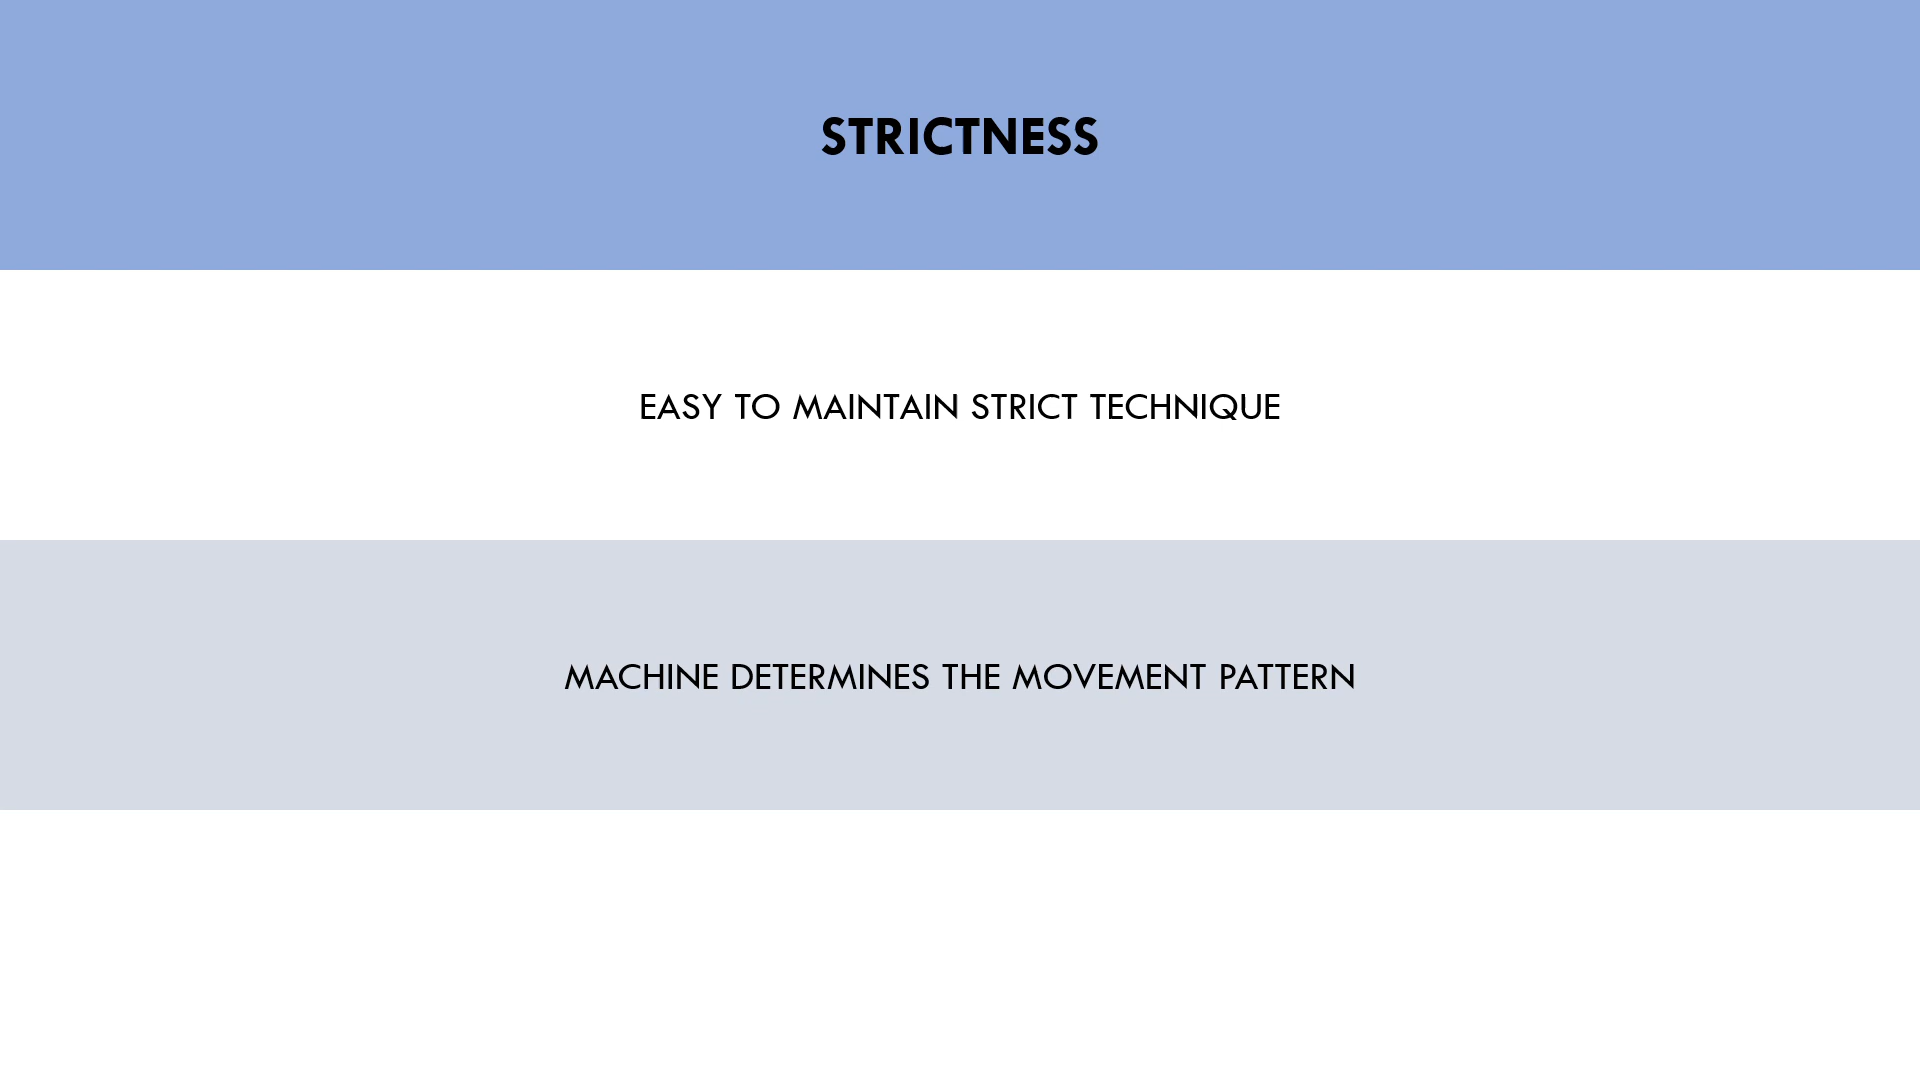 STRICTNESS
EASY TO MAINTAIN STRICT TECHNIQUE
MACHINE DETERMINES THE MOVEMENT PATTERN